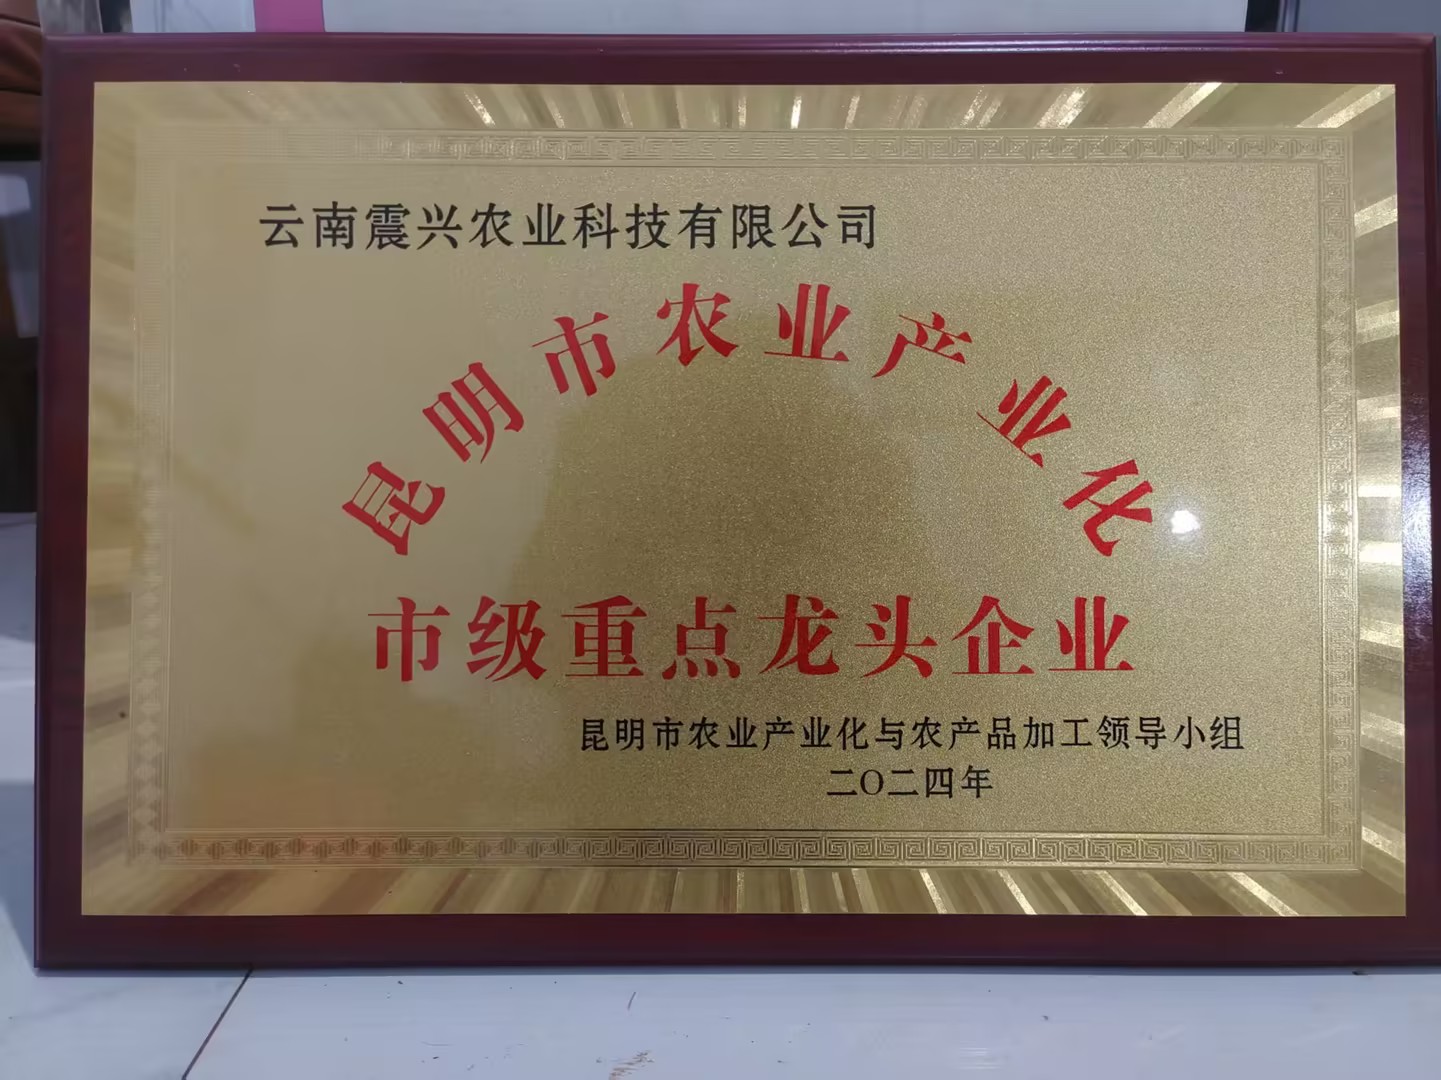 云南震兴农业科技有限公司
昆明市农业产业化
市级重点龙头企业
昆明市农业产业化与农产品加工领导小组
二〇二四年